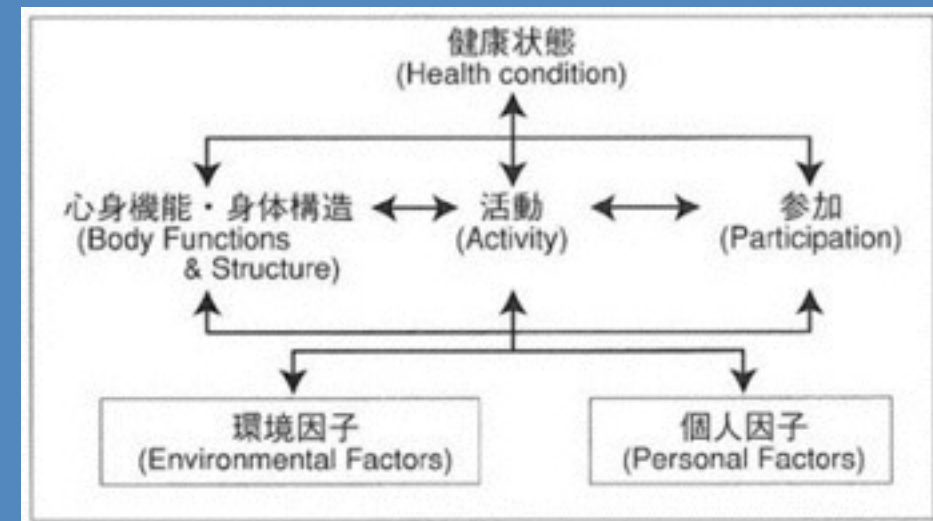 健康状態
(Health condition)
心身機能・身体構造
(Body Functions
& Structure)
活動
(Activity)
参加
(Participation)
環境因子
(Environmental Factors)
個人因子
(Personal Factors)